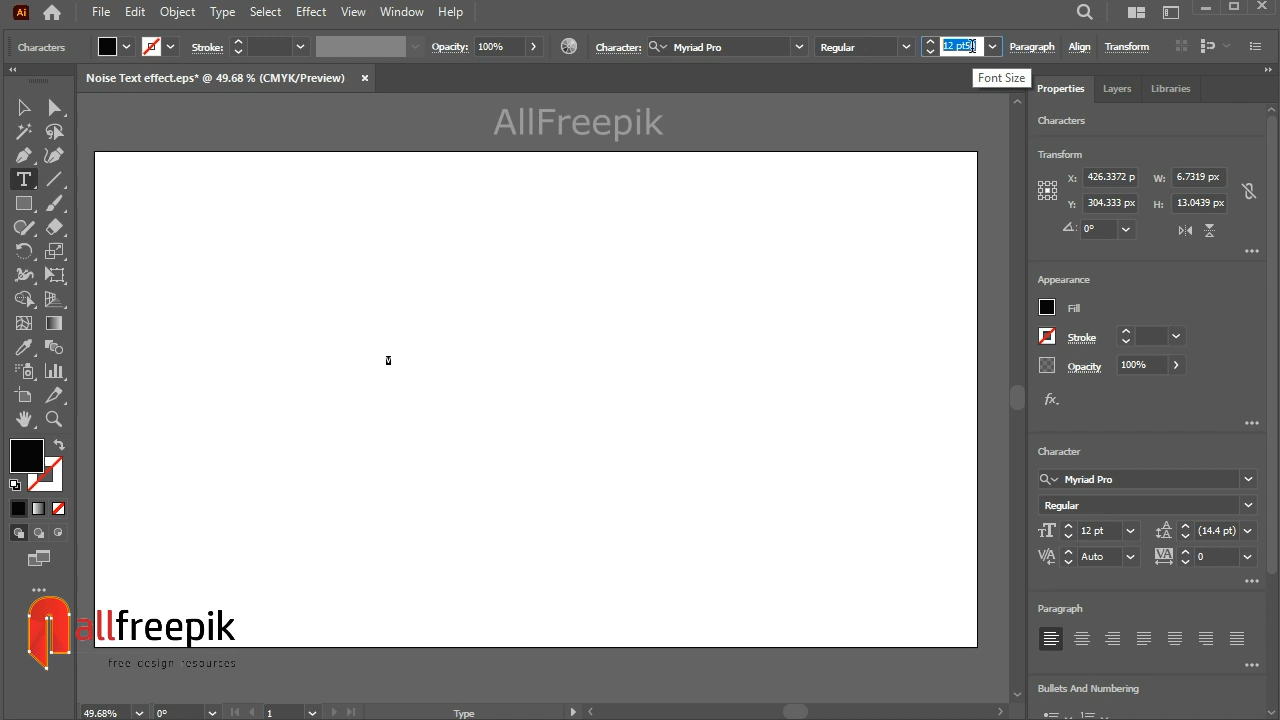 Ai File Edit Object Type Select Effect View Window Help
Characters Stroke: Opacity: 100% Character: Myriad Pro Regular 12 pt Paragraph Align Transform
Noise Text effect.eps* @ 49.68 % (CMYK/Preview) ×
Font Size
Properties Layers Libraries
AllFreepik
Characters
Transform
X: 426.3372 p W: 6.7319 px
Y: 304.333 px H: 13.0439 px
0°
Appearance
Fill
Stroke
Opacity 100%
fx.
Character
Myriad Pro
Regular
12 pt (14.4 pt)
Auto 0
Paragraph
allfreepik
free design resources
Bullets And Numbering
49.68% 0° 1 Type